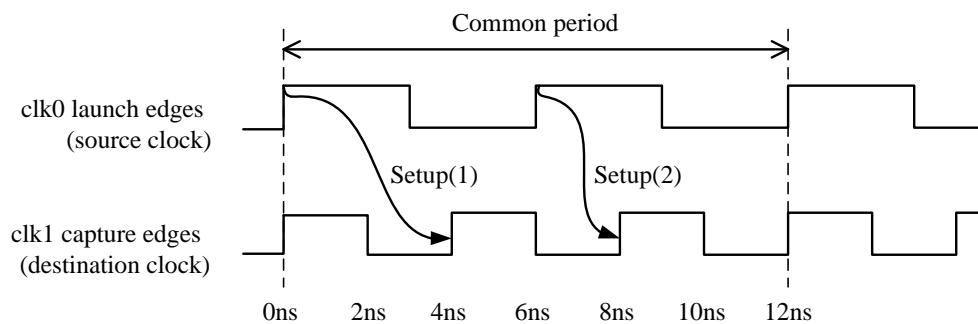 Common period
clk0 launch edges
(source clock)
Setup(1)
Setup(2)
clk1 capture edges
(destination clock)
0ns 2ns 4ns 6ns 8ns 10ns 12ns